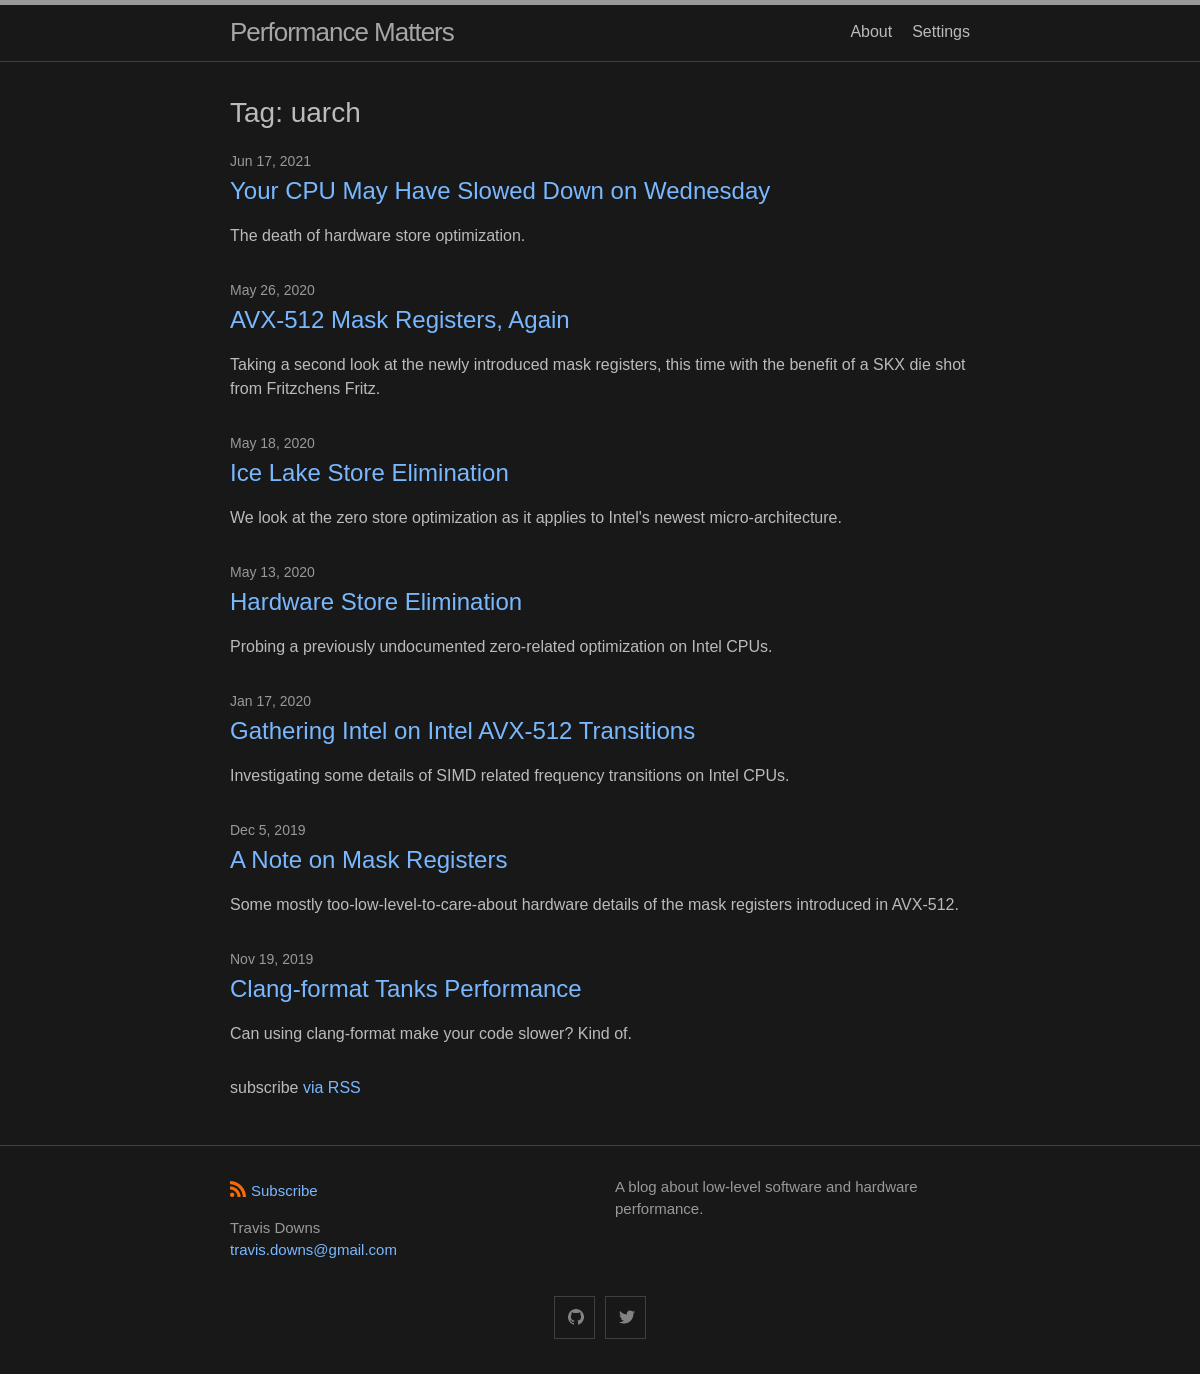 Performance Matters
About Settings
Tag: uarch
Jun 17, 2021
Your CPU May Have Slowed Down on Wednesday
The death of hardware store optimization.
May 26, 2020
AVX-512 Mask Registers, Again
Taking a second look at the newly introduced mask registers, this time with the benefit of a SKX die shot
from Fritzchens Fritz.
May 18, 2020
Ice Lake Store Elimination
We look at the zero store optimization as it applies to Intel's newest micro-architecture.
May 13, 2020
Hardware Store Elimination
Probing a previously undocumented zero-related optimization on Intel CPUs.
Jan 17, 2020
Gathering Intel on Intel AVX-512 Transitions
Investigating some details of SIMD related frequency transitions on Intel CPUs.
Dec 5, 2019
A Note on Mask Registers
Some mostly too-low-level-to-care-about hardware details of the mask registers introduced in AVX-512.
Nov 19, 2019
Clang-format Tanks Performance
Can using clang-format make your code slower? Kind of.
subscribe via RSS
Subscribe
Travis Downs
travis.downs@gmail.com
A blog about low-level software and hardware
performance.